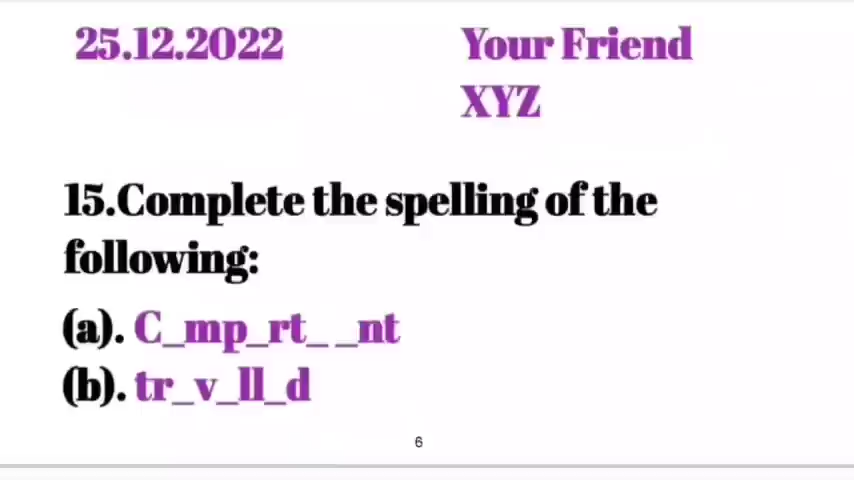 25.12.2022 Your Friend
XYZ
15.Complete the spelling of the
following:
(a). C_mp_rt_ _nt
(b). tr_v_ll_d
6